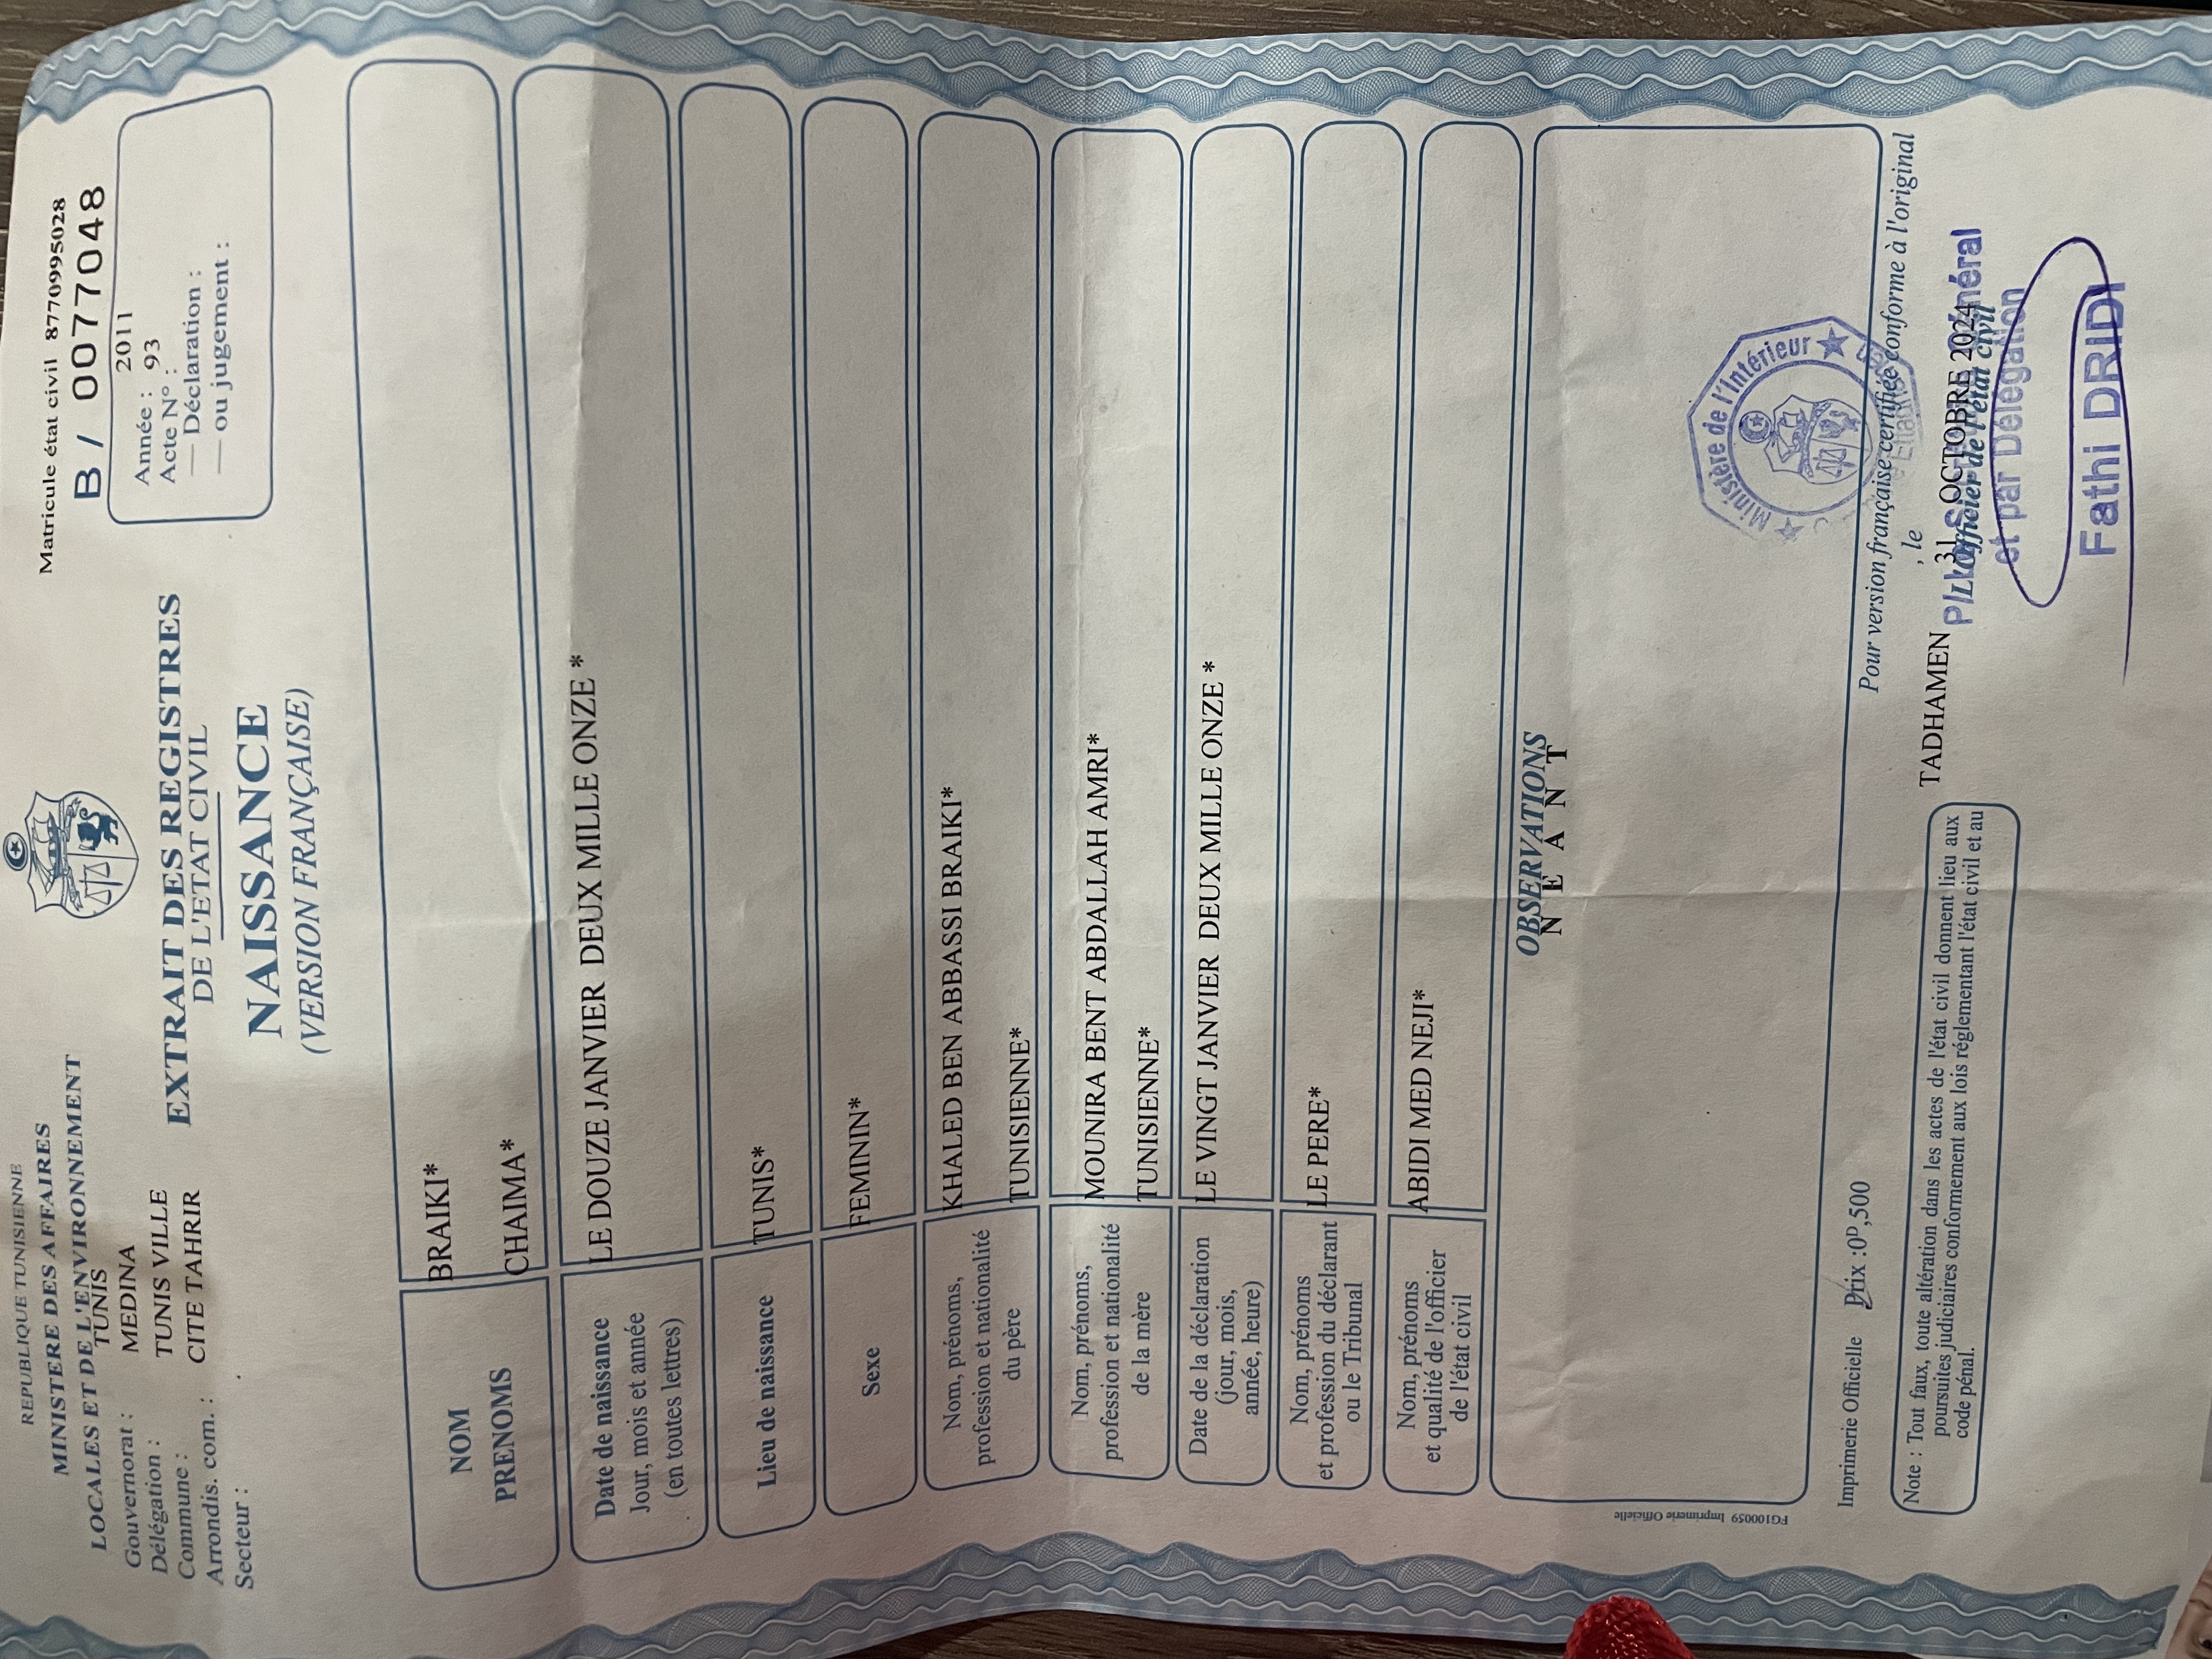 REPUBLIQUE TUNISIENNE
MINISTERE DES AFFAIRES
LOCALES ET DE L'ENVIRONNEMENT
Gouvernorat : TUNIS
Délégation : MEDINA
Commune : TUNIS VILLE
Arrondis. com. : CITE TAHRIR
Secteur :
EXTRAIT DES REGISTRES
DE L'ETAT CIVIL
NAISSANCE
(VERSION FRANÇAISE)
Matricule état civil 8770995028
B / 0077048
Année : 2011
Acte N° : 93
— Déclaration :
— ou jugement :
NOM
PRENOMS
BRAIKI*
CHAIMA*
Date de naissance
Jour, mois et année
(en toutes lettres)
LE DOUZE JANVIER DEUX MILLE ONZE *
Lieu de naissance
TUNIS*
Sexe
FEMININ*
Nom, prénoms,
profession et nationalité
du père
KHALED BEN ABBASSI BRAIKI*
TUNISIENNE*
Nom, prénoms,
profession et nationalité
de la mère
MOUNIRA BENT ABDALLAH AMRI*
TUNISIENNE*
Date de la déclaration
(jour, mois,
année, heure)
LE VINGT JANVIER DEUX MILLE ONZE *
Nom, prénoms
et profession du déclarant
ou le Tribunal
LE PERE*
Nom, prénoms
et qualité de l'officier
de l'état civil
ABIDI MED NEJI*
OBSERVATIONS
N E A N T
FG100059 Imprimerie Officielle
Ministère de l'Intérieur
Imprimerie Officielle Prix :0D,500
Pour version française certifiée conforme à l'original
TADHAMEN , le 31 OCTOBRE 2024
L'officier de l'état civil
et par Délégation
Fathi DRIDI
Note : Tout faux, toute altération dans les actes de l'état civil donnent lieu aux
poursuites judiciaires conformement aux lois réglementant l'état civil et au
code pénal.